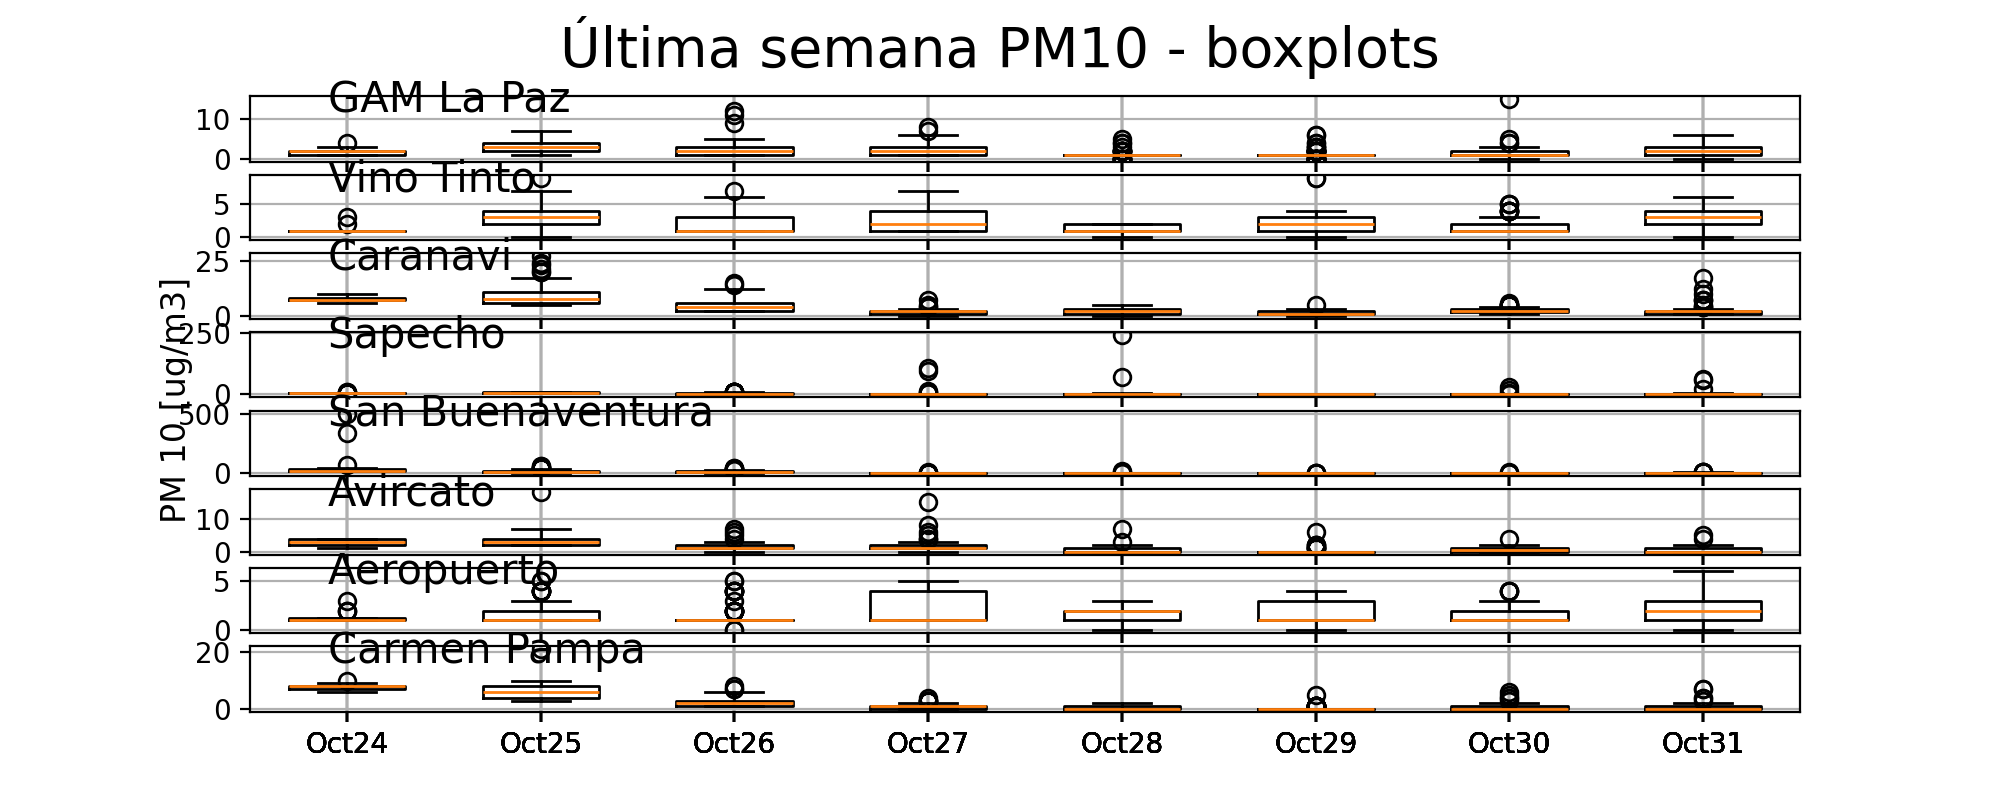 Última semana PM10 - boxplots
GAM La Paz
10
0
Vino Tinto
5
0
Caranavi
25
0
Sapecho
250
0
San Buenaventura
500
0
Avircato
10
0
Aeropuerto
5
0
Carmen Pampa
20
0
PM 10 [ug/m3]
Oct24 Oct25 Oct26 Oct27 Oct28 Oct29 Oct30 Oct31